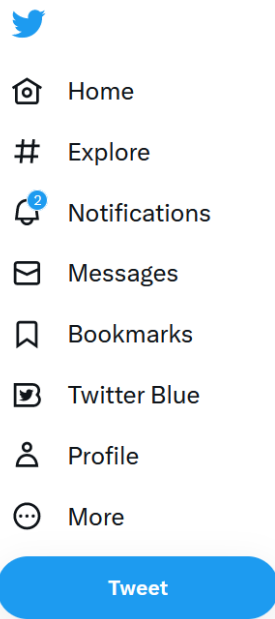 Home
Explore
2
Notifications
Messages
Bookmarks
Twitter Blue
Profile
More
Tweet